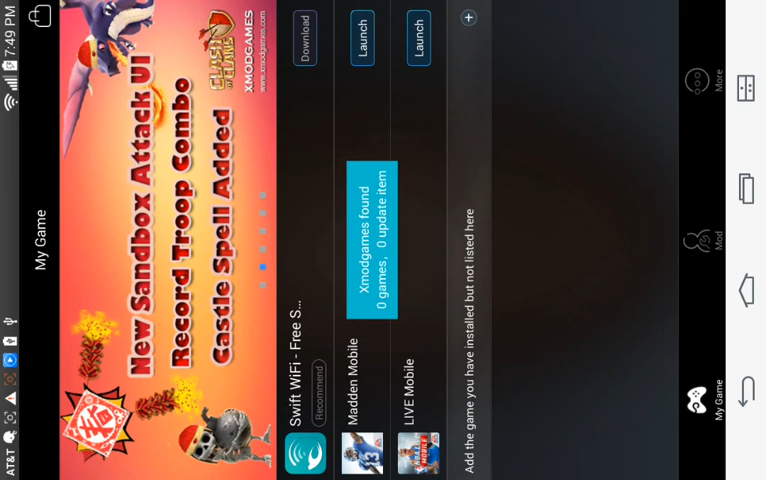 AT&T
7:49 PM
My Game
New Sandbox Attack UI
Record Troop Combo
Castle Spell Added
CLASH OF CLANS
XMODGAMES
www.xmodgames.com
Swift WiFi - Free S...
Recommend
Download
Madden Mobile
Launch
Xmodgames found
0 games, 0 update item
LIVE Mobile
Launch
Add the game you have installed but not listed here
My Game
Mod
More